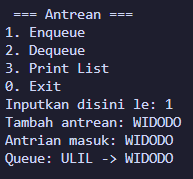 === Antrean ===
1. Enqueue
2. Dequeue
3. Print List
0. Exit
Inputkan disini le: 1
Tambah antrean: WIDODO
Antrian masuk: WIDODO
Queue: ULIL -> WIDODO